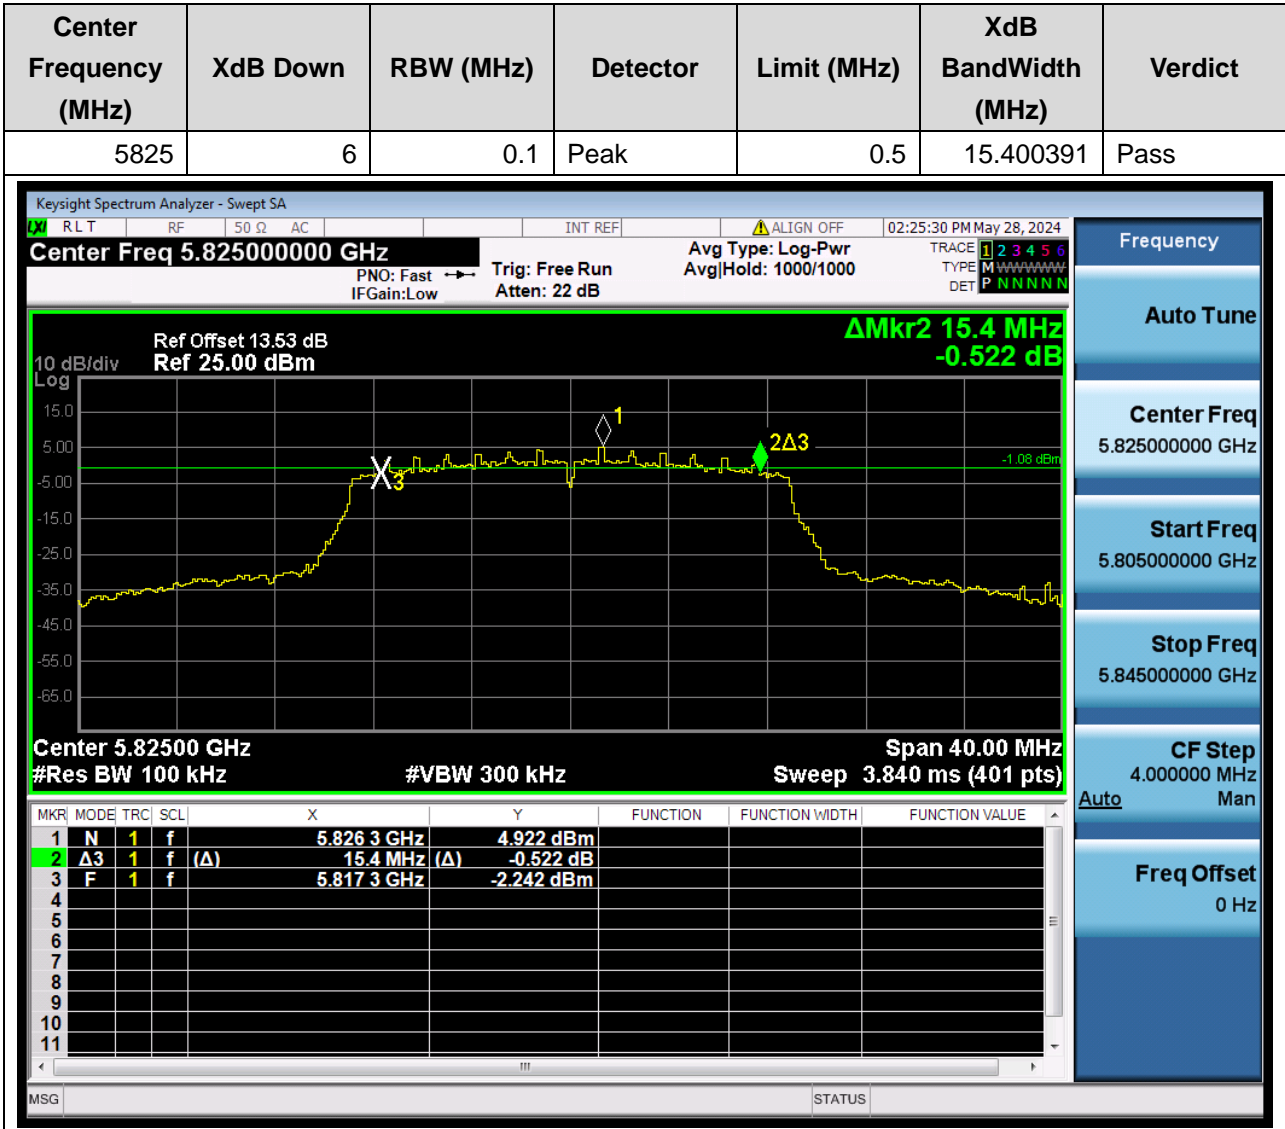 Center Frequency (MHz) XdB Down RBW (MHz) Detector Limit (MHz) XdB BandWidth (MHz) Verdict
5825 6 0.1 Peak 0.5 15.400391 Pass
Keysight Spectrum Analyzer - Swept SA
LXI RLT RF 50 Ω AC INT REF ALIGN OFF 02:25:30 PM May 28, 2024
Center Freq 5.825000000 GHz
PNO: Fast
IFGain:Low
Trig: Free Run
Atten: 22 dB
Avg Type: Log-Pwr
Avg|Hold: 1000/1000
TRACE 1 2 3 4 5 6
TYPE M WWWWW
DET P N N N N N
ΔMkr2 15.4 MHz
-0.522 dB
Ref Offset 13.53 dB
10 dB/div Ref 25.00 dBm
Log
15.0
5.00
-5.00
-15.0
-25.0
-35.0
-45.0
-55.0
-65.0
1
2Δ3
3
-1.08 dBm
Center 5.82500 GHz Span 40.00 MHz
#Res BW 100 kHz #VBW 300 kHz Sweep 3.840 ms (401 pts)
MKR MODE TRC SCL X Y FUNCTION FUNCTION WIDTH FUNCTION VALUE
1 N 1 f 5.826 3 GHz 4.922 dBm
2 Δ3 1 f (Δ) 15.4 MHz (Δ) -0.522 dB
3 F 1 f 5.817 3 GHz -2.242 dBm
4
5
6
7
8
9
10
11
MSG STATUS
Frequency
Auto Tune
Center Freq
5.825000000 GHz
Start Freq
5.805000000 GHz
Stop Freq
5.845000000 GHz
CF Step
4.000000 MHz
Auto Man
Freq Offset
0 Hz